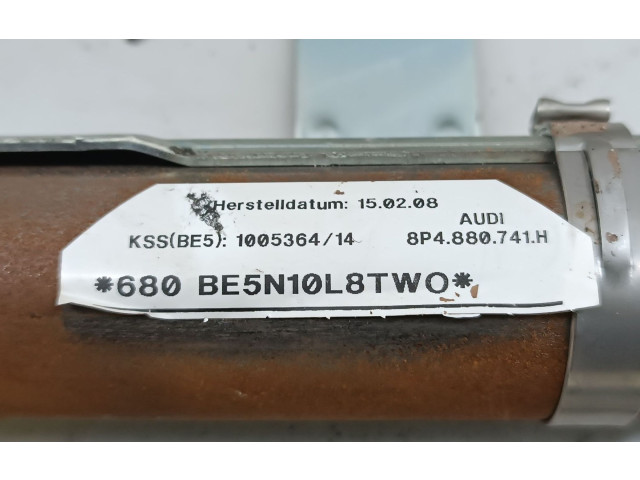 Herstelldatum: 15.02.08
AUDI
KSS(BE5): 1005364/14 8P4.880.741.H
*680 BE5N10L8TWO*